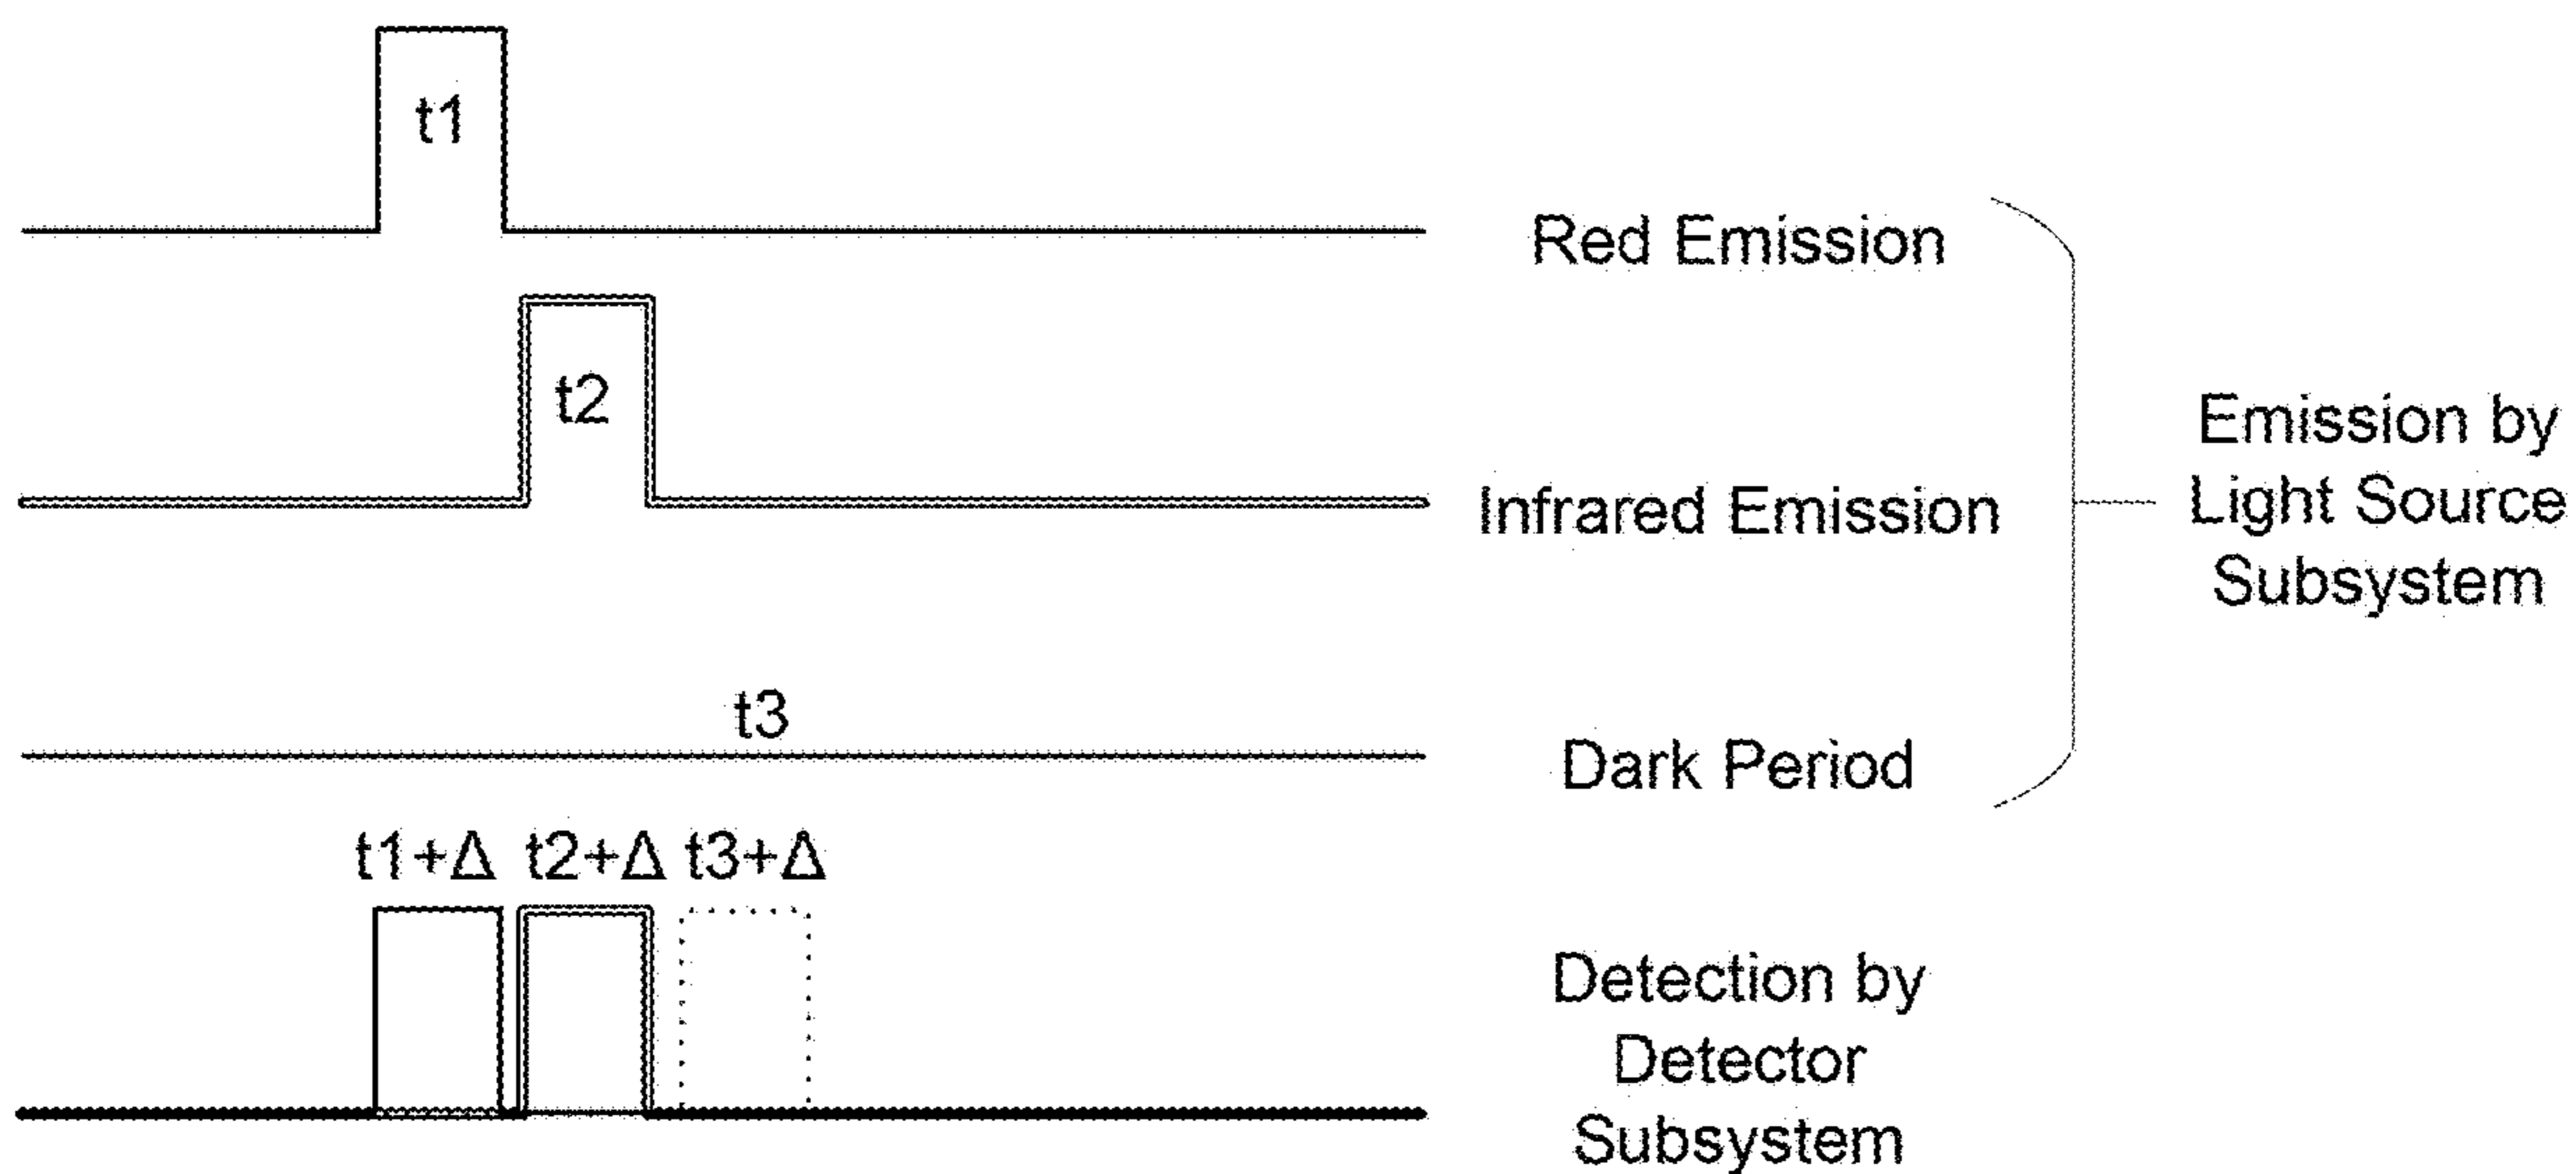 t1
Red Emission
t2
Infrared Emission
Emission by
Light Source
Subsystem
t3
Dark Period
t1+Δ t2+Δ t3+Δ
Detection by
Detector
Subsystem